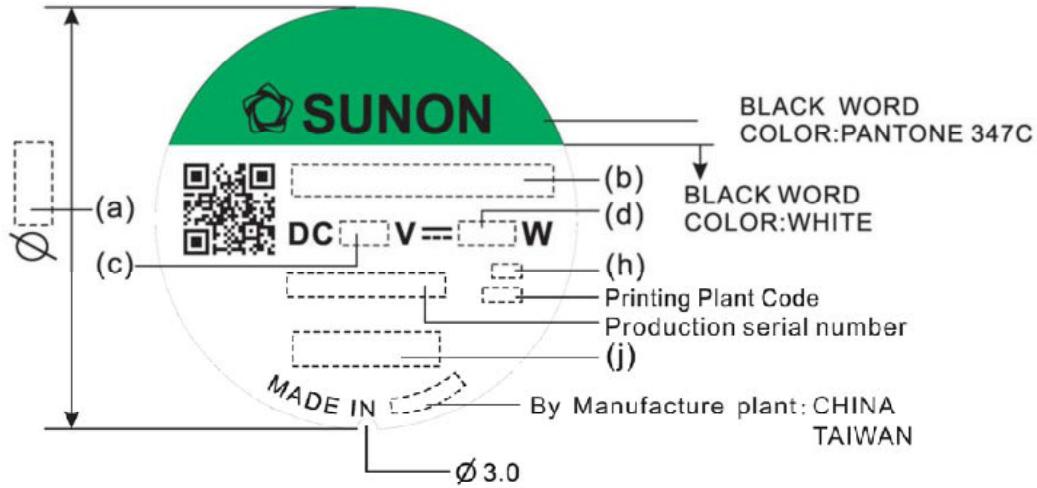 SUNON
BLACK WORD
COLOR:PANTONE 347C
(b)
BLACK WORD
COLOR:WHITE
(a)
Ø
(d)
DC V W
(c)
(h)
Printing Plant Code
Production serial number
(j)
MADE IN
By Manufacture plant: CHINA
TAIWAN
Ø 3.0